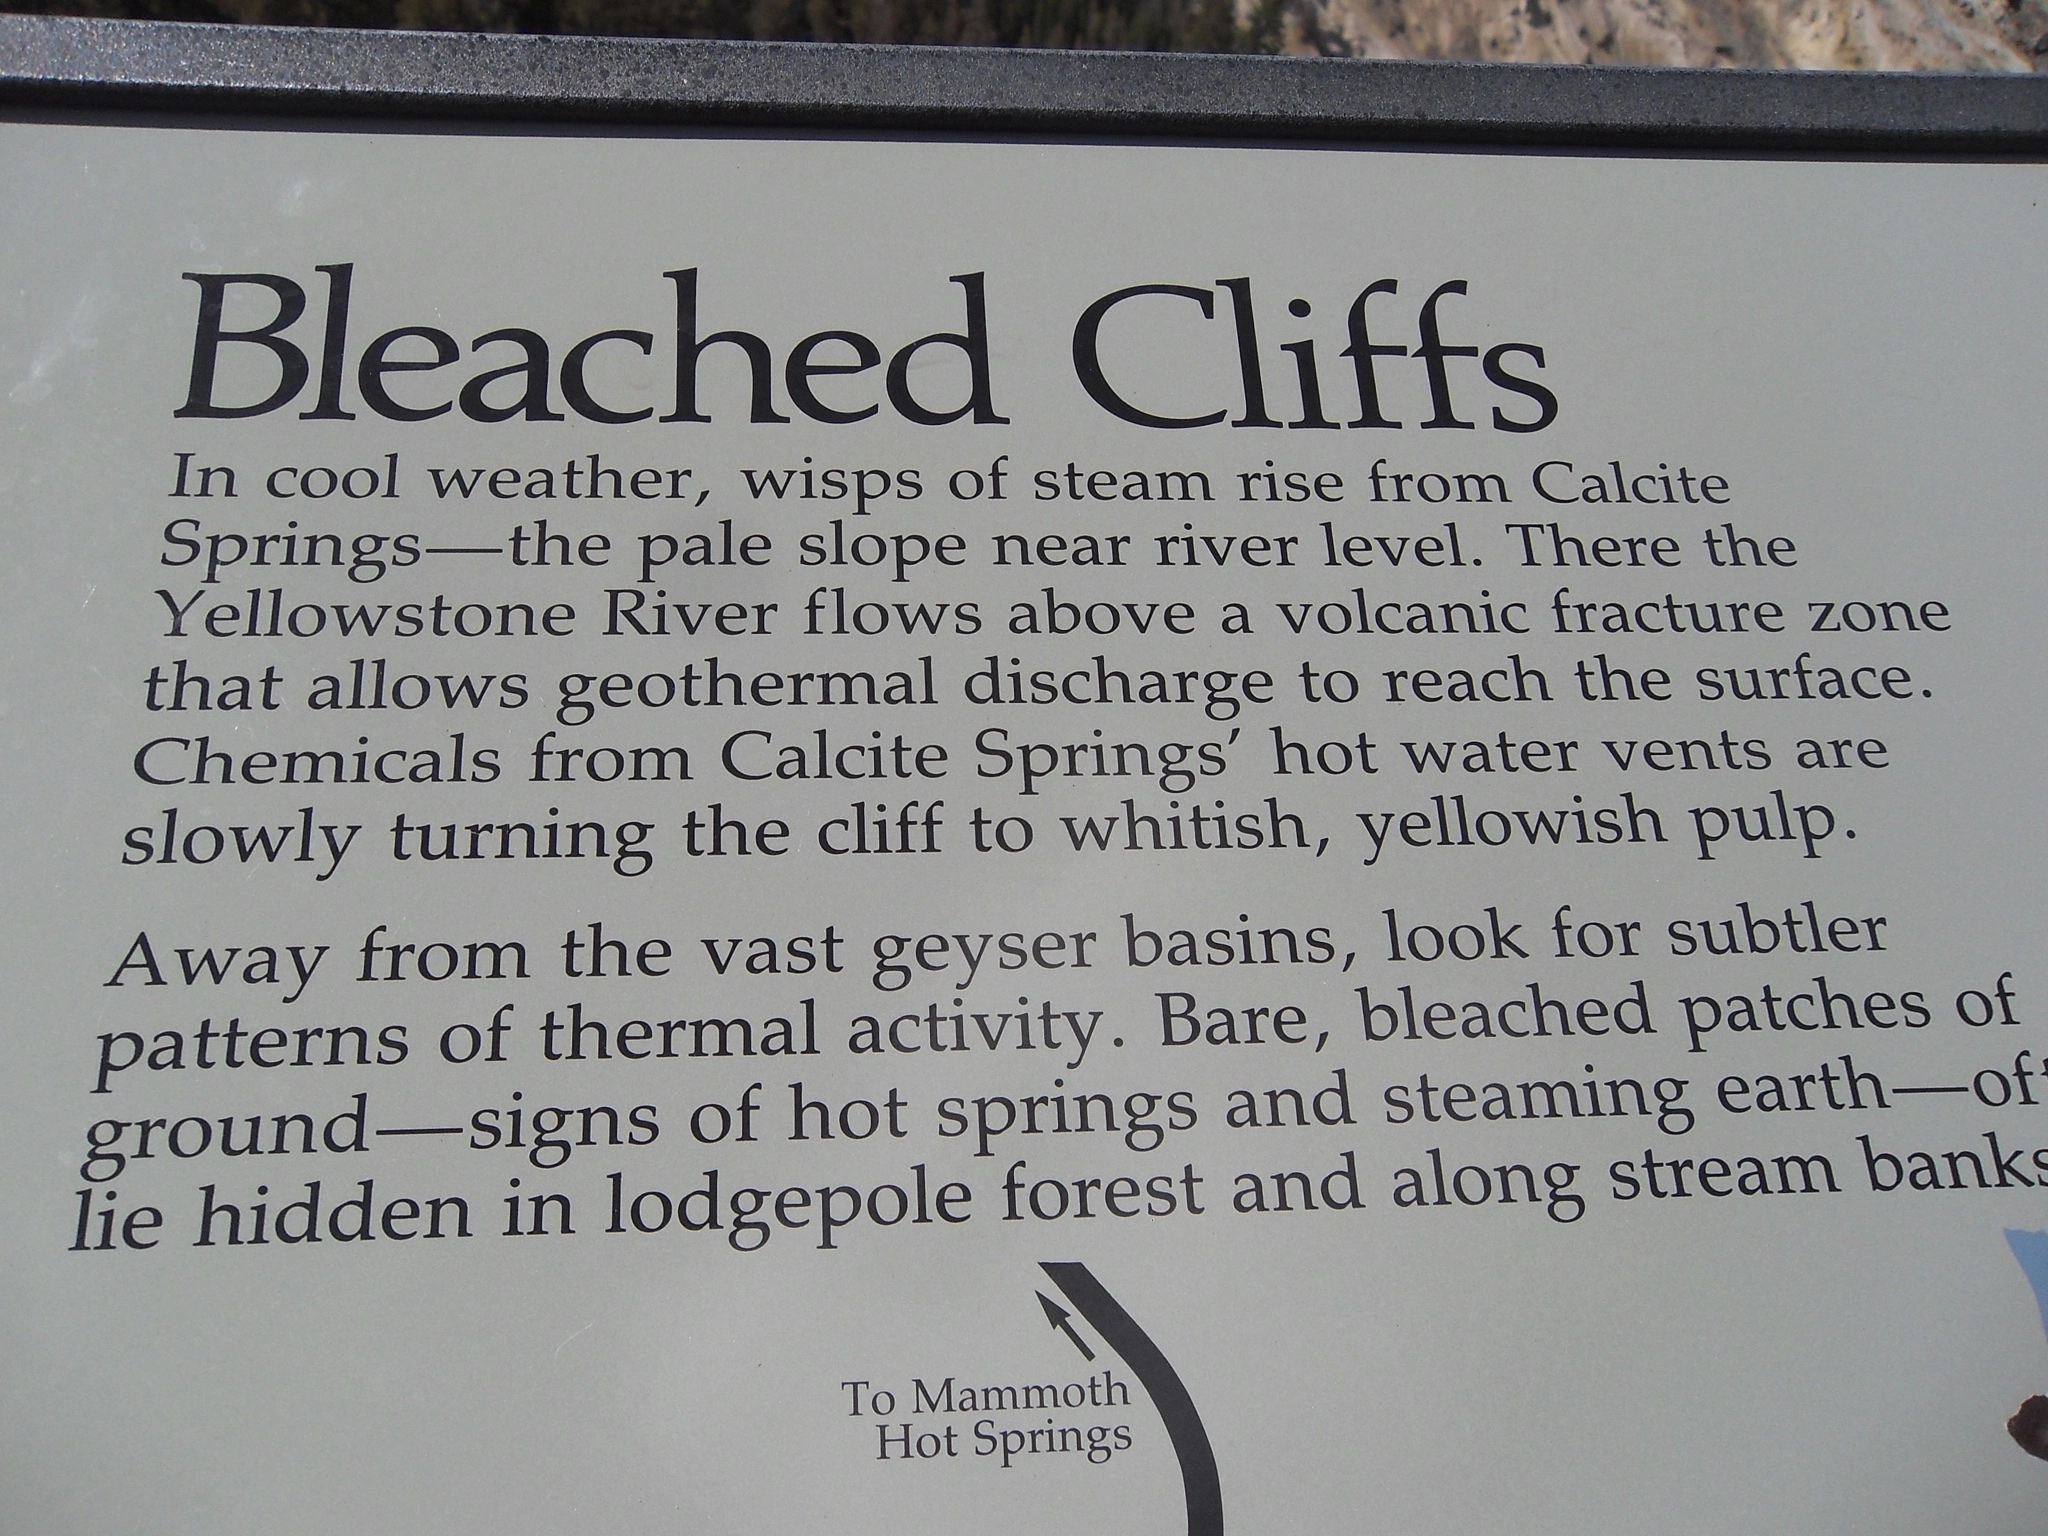 Bleached Cliffs
In cool weather, wisps of steam rise from Calcite
Springs—the pale slope near river level. There the
Yellowstone River flows above a volcanic fracture zone
that allows geothermal discharge to reach the surface.
Chemicals from Calcite Springs’ hot water vents are
slowly turning the cliff to whitish, yellowish pulp.
Away from the vast geyser basins, look for subtler
patterns of thermal activity. Bare, bleached patches of
ground—signs of hot springs and steaming earth—
lie hidden in lodgepole forest and along stream banks
To Mammoth
Hot Springs